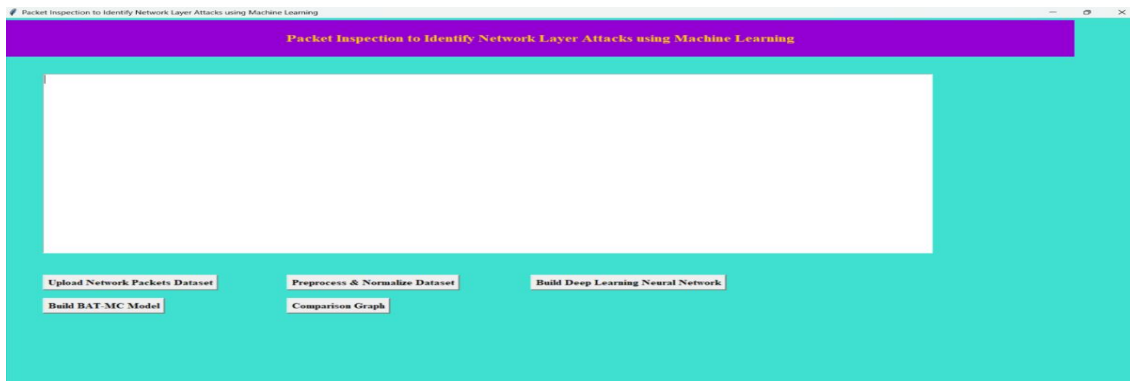 Packet Inspection to Identify Network Layer Attacks using Machine Learning
Packet Inspection to Identify Network Layer Attacks using Machine Learning
Upload Network Packets Dataset
Preprocess & Normalize Dataset
Build Deep Learning Neural Network
Build BAT-MC Model
Comparison Graph